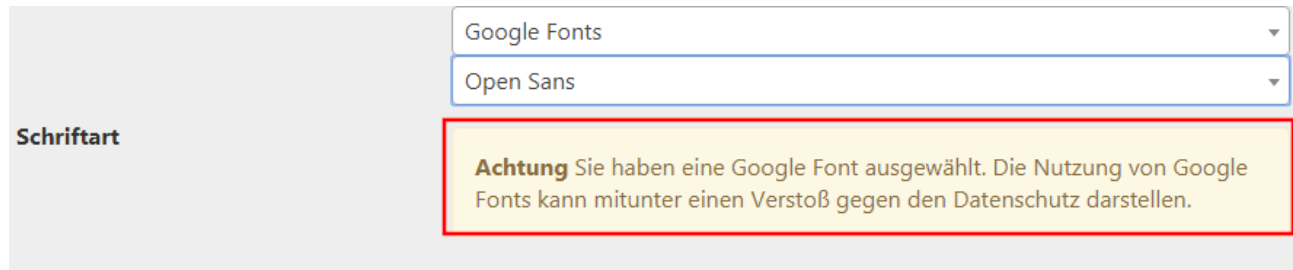 Google Fonts
Open Sans
Schriftart
Achtung Sie haben eine Google Font ausgewählt. Die Nutzung von Google
Fonts kann mitunter einen Verstoß gegen den Datenschutz darstellen.